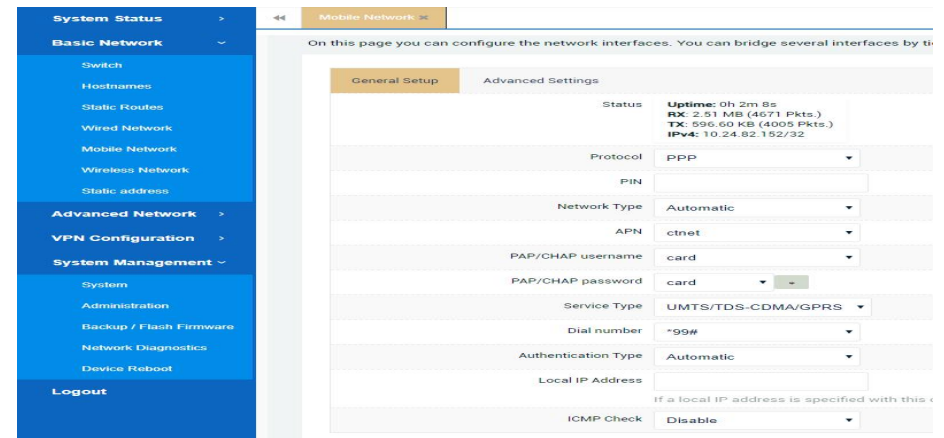 System Status
Basic Network
Switch
Hostnames
Static Routes
Wired Network
Mobile Network
Wireless Network
Static address
Advanced Network
VPN Configuration
System Management
System
Administration
Backup / Flash Firmware
Network Diagnostics
Device Reboot
Logout
Mobile Network
On this page you can configure the network interfaces. You can bridge several interfaces by ti
General Setup Advanced Settings
Status Uptime: 0h 2m 8s
RX: 2.51 MB (4671 Pkts.)
TX: 596.60 KB (4005 Pkts.)
IPv4: 10.24.82.152/32
Protocol PPP
PIN
Network Type Automatic
APN ctnet
PAP/CHAP username card
PAP/CHAP password card
Service Type UMTS/TDS-CDMA/GPRS
Dial number *99#
Authentication Type Automatic
Local IP Address
If a local IP address is specified with this
ICMP Check Disable